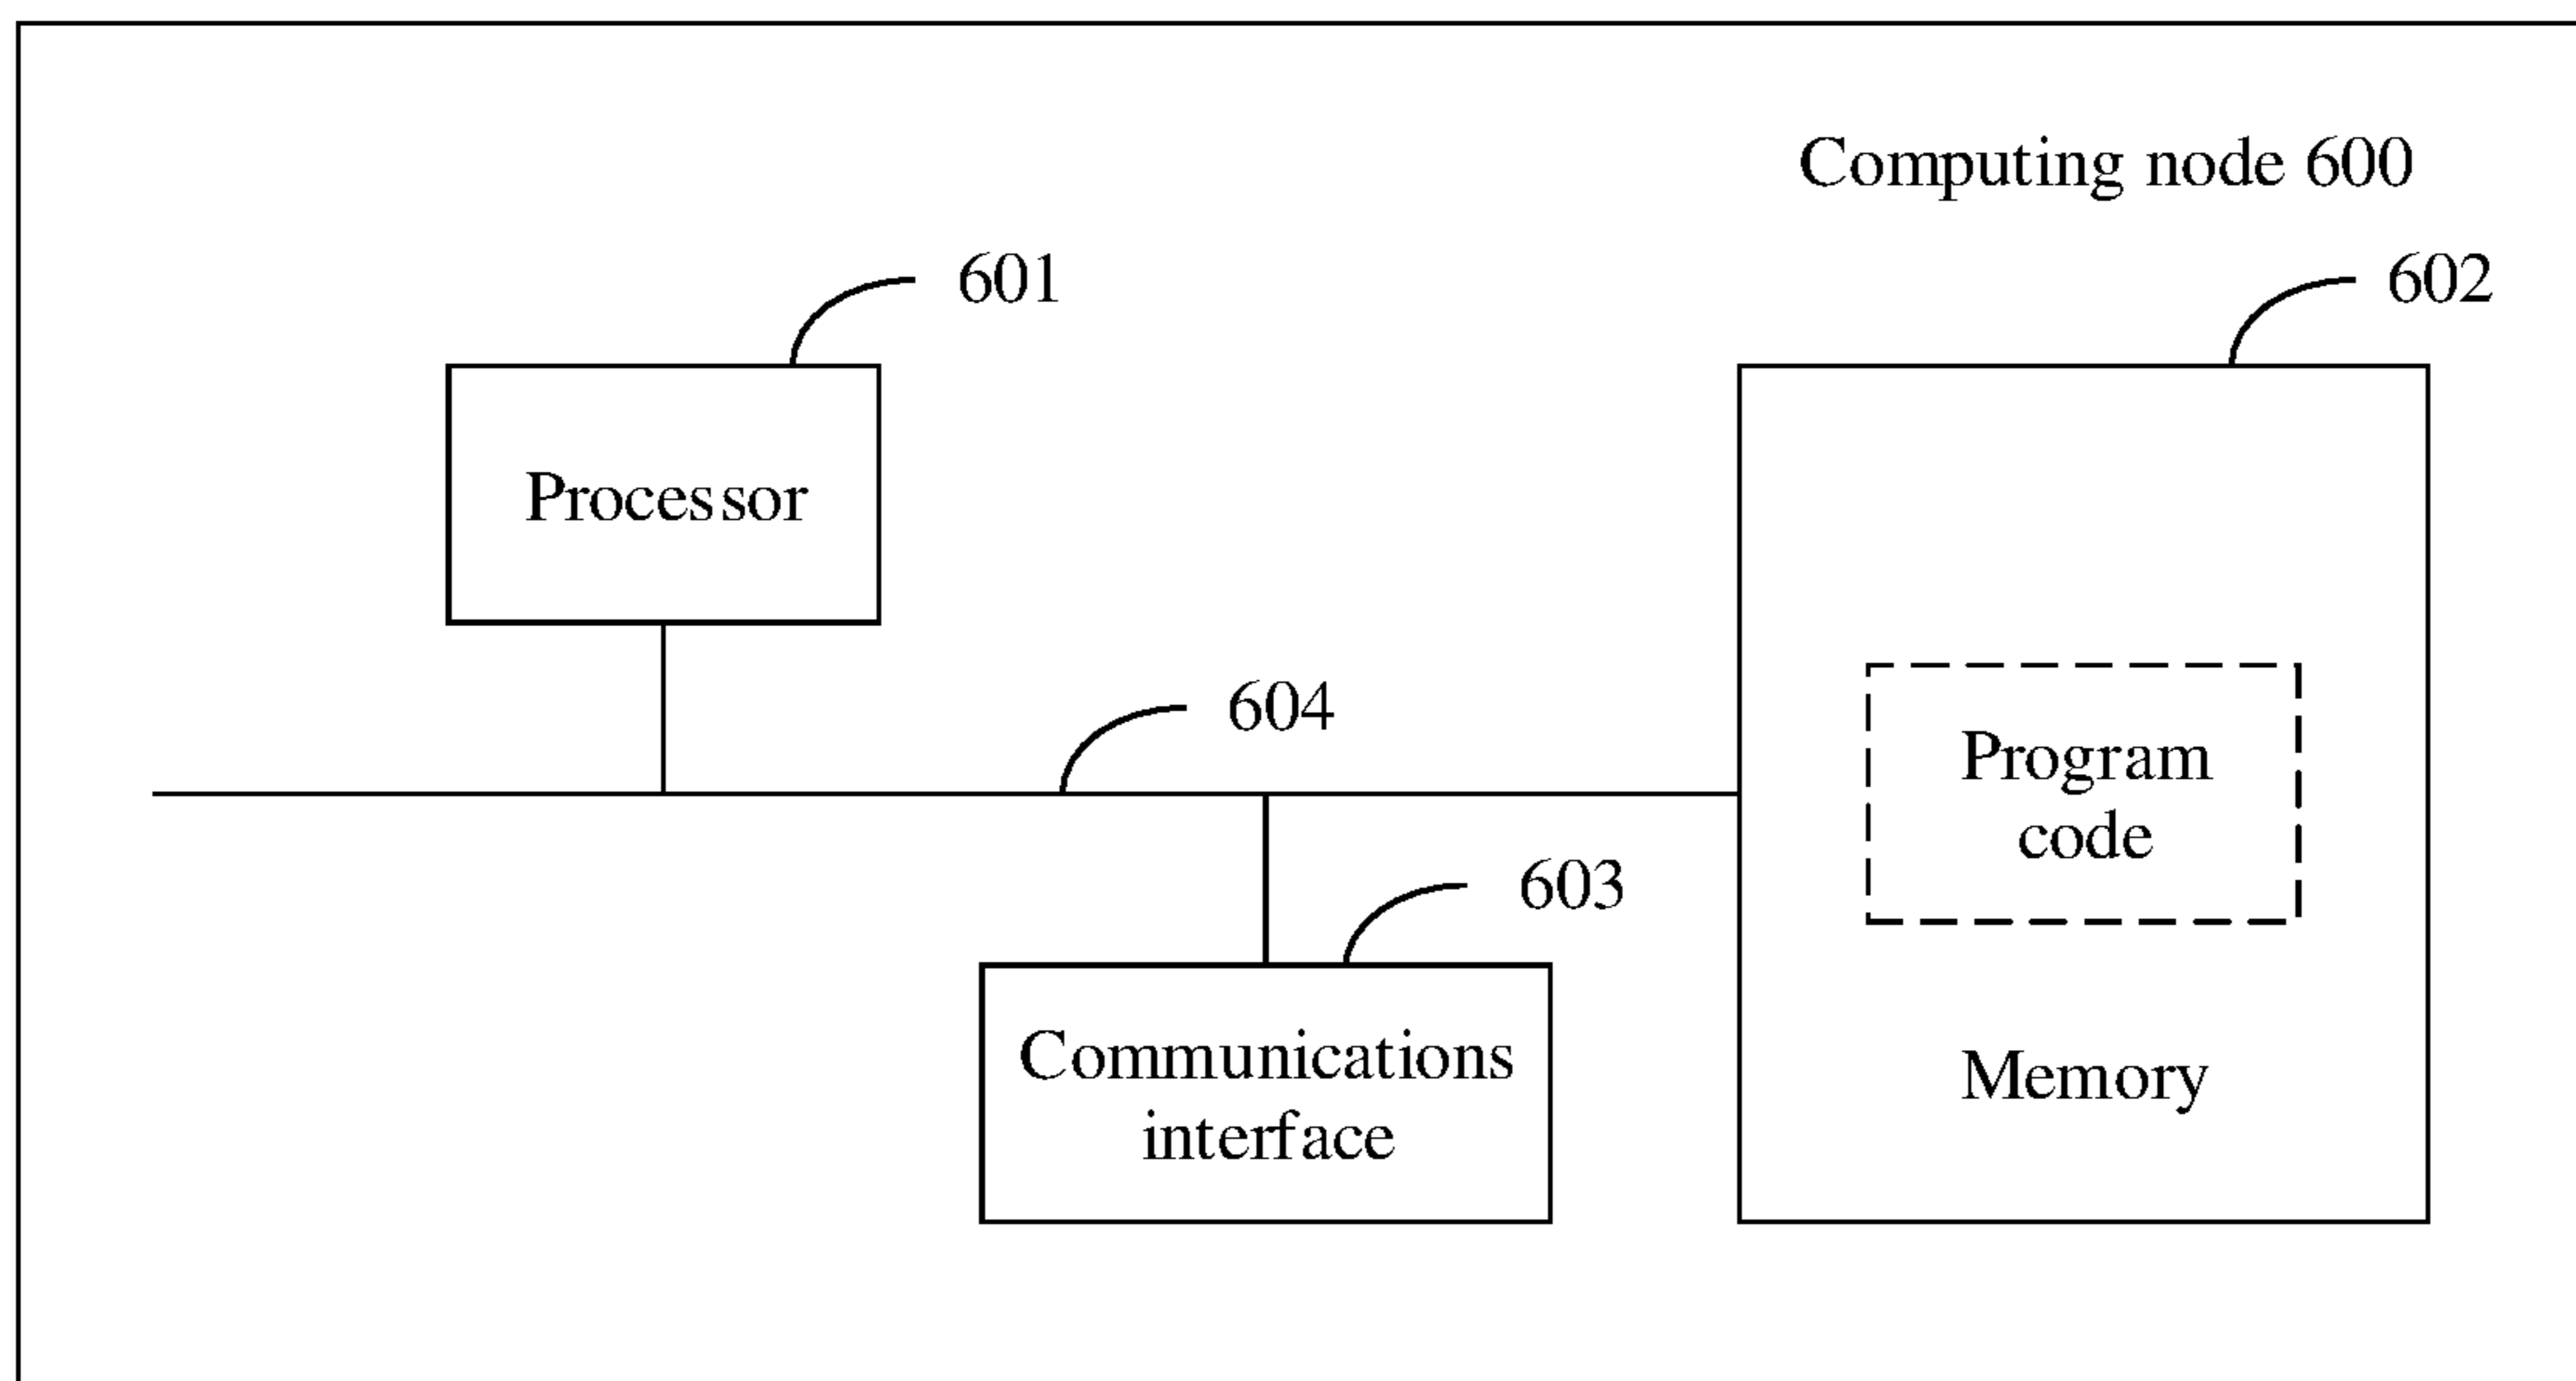 Computing node 600
601
602
Processor
604
Program
code
603
Communications
interface
Memory